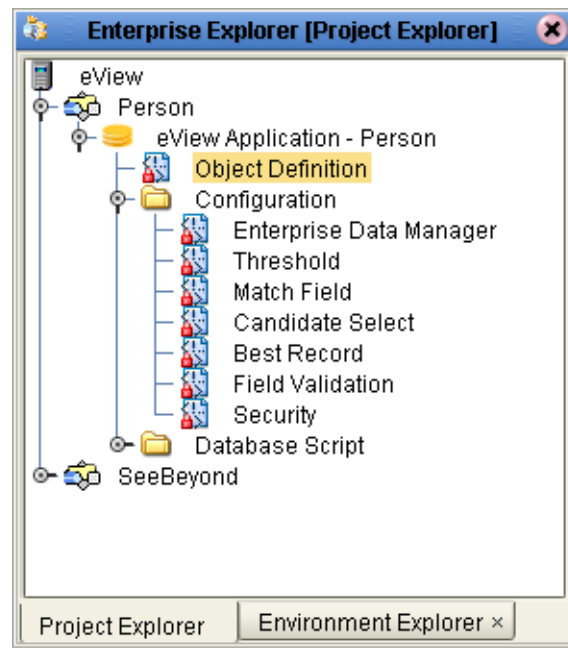 Enterprise Explorer [Project Explorer]
eView
Person
eView Application - Person
Object Definition
Configuration
Enterprise Data Manager
Threshold
Match Field
Candidate Select
Best Record
Field Validation
Security
Database Script
SeeBeyond
Project Explorer
Environment Explorer ×